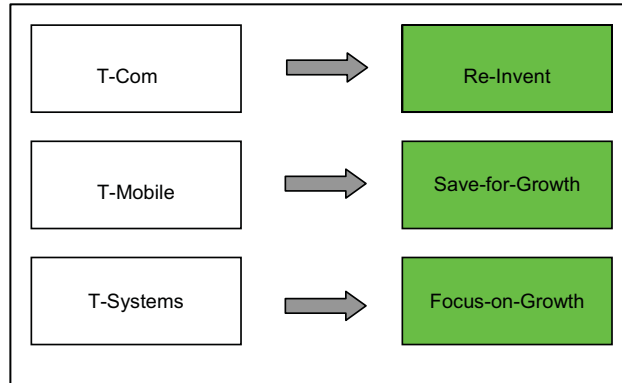 T-Com
Re-Invent
T-Mobile
Save-for-Growth
T-Systems
Focus-on-Growth